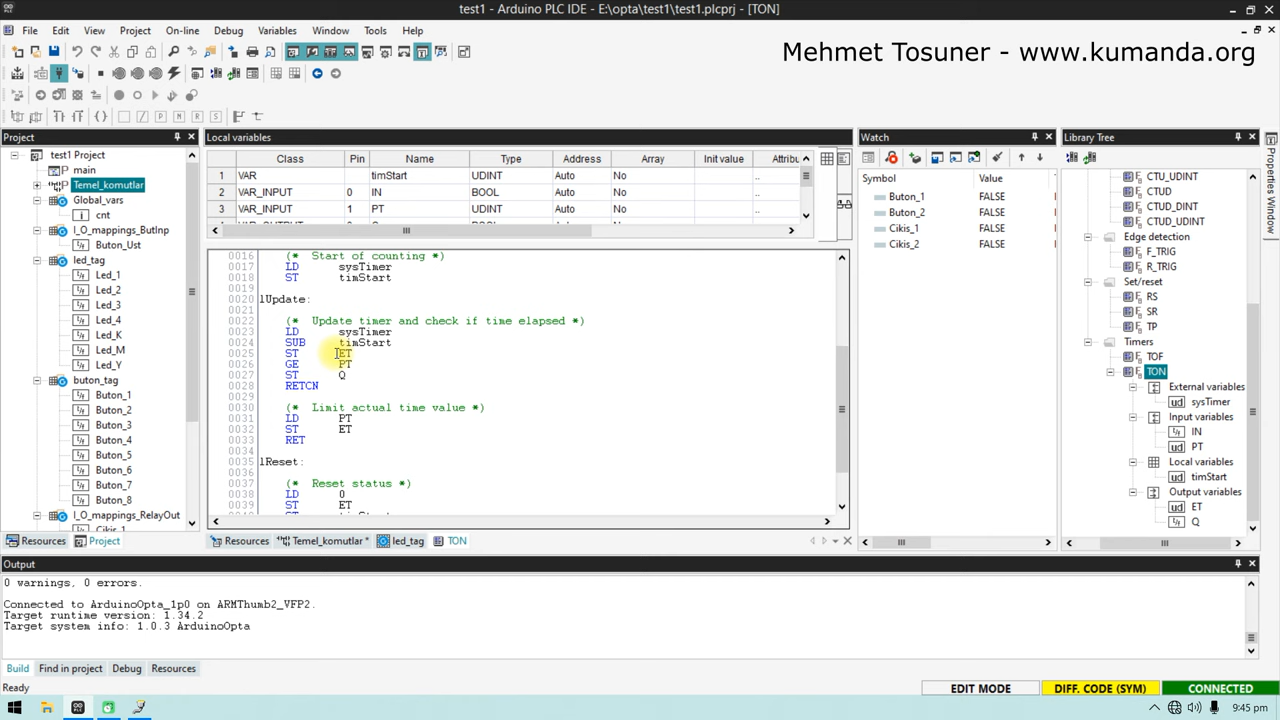 test1 - Arduino PLC IDE - E:\opta\test1\test1.plcprj - [TON]
File Edit View Project On-line Debug Variables Window Tools Help
Mehmet Tosuner - www.kumanda.org
Project
test1 Project
main
Temel_komutlar
Global_vars
cnt
I_O_mappings_ButInp
Buton_Ust
led_tag
Led_1
Led_2
Led_3
Led_4
Led_K
Led_M
Led_Y
buton_tag
Buton_1
Buton_2
Buton_3
Buton_4
Buton_5
Buton_6
Buton_7
Buton_8
I_O_mappings_RelayOut
Cikis_1
Resources Project
Local variables
Class Pin Name Type Address Array Init value Attribu
1 VAR timStart UDINT Auto No ..
2 VAR_INPUT 0 IN BOOL Auto No ..
3 VAR_INPUT 1 PT UDINT Auto No ..
0016 (* Start of counting *)
0017 LD sysTimer
0018 ST timStart
0019
0020 lUpdate:
0021
0022 (* Update timer and check if time elapsed *)
0023 LD sysTimer
0024 SUB timStart
0025 ST ET
0026 GE PT
0027 ST Q
0028 RETCN
0029
0030 (* Limit actual time value *)
0031 LD PT
0032 ST ET
0033 RET
0034
0035 lReset:
0036
0037 (* Reset status *)
0038 LD 0
0039 ST ET
Resources Temel_komutlar * led_tag TON
Watch
Symbol Value
Buton_1 FALSE
Buton_2 FALSE
Cikis_1 FALSE
Cikis_2 FALSE
Library Tree
CTU_UDINT
CTUD
CTUD_DINT
CTUD_UDINT
Edge detection
F_TRIG
R_TRIG
Set/reset
RS
SR
TP
Timers
TOF
TON
External variables
sysTimer
Input variables
IN
PT
Local variables
timStart
Output variables
ET
Q
Properties Window
Output
0 warnings, 0 errors.
Connected to ArduinoOpta_1p0 on ARMThumb2_VFP2.
Target runtime version: 1.34.2
Target system info: 1.0.3 ArduinoOpta
Build Find in project Debug Resources
Ready
EDIT MODE DIFF. CODE (SYM) CONNECTED
9:45 pm